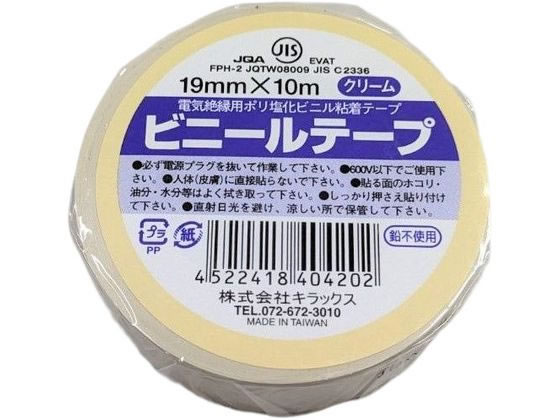 JIS
JQA EVAT
FPH-2 JQTW08009 JIS C 2336
19mm×10m クリーム
電気絶縁用ポリ塩化ビニル粘着テープ
ビニールテープ
●必ず電源プラグを抜いて作業して下さい。●600V以下でご使用下
さい。●人体(皮膚)に直接貼らないで下さい。●貼る面のホコリ・
油分・水分等はよく拭き取って下さい。●しっかり押さえ貼り付け
て下さい。●直射日光を避け、涼しい所で保管して下さい。
プラ 紙 鉛不使用
PP
4 522418 404202
株式会社キラックス
TEL.072-672-3010
MADE IN TAIWAN